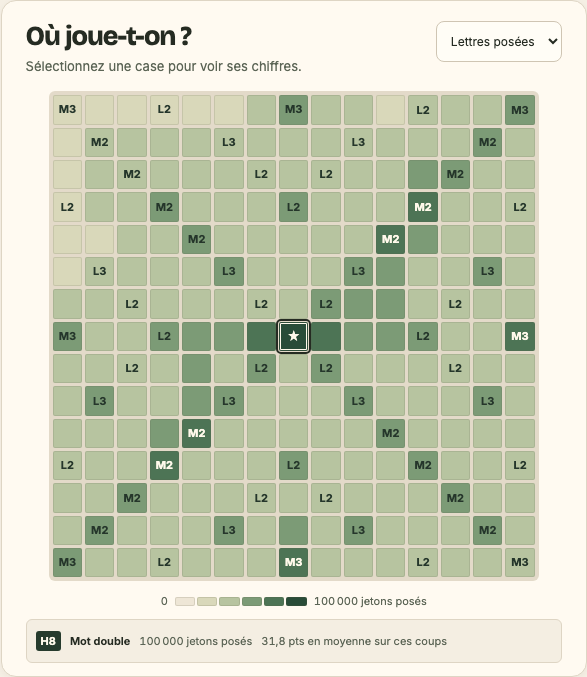 Où joue-t-on ?
Lettres posées
Sélectionnez une case pour voir ses chiffres.
M3 L2 M3 L2 M3
M2 L3 L3 M2
M2 L2 L2 M2
L2 M2 L2 M2 L2
M2 M2
L3 L3 L3 L3
L2 L2 L2 L2
M3 L2 ★ L2 M3
L2 L2 L2 L2
L3 L3 L3 L3
M2 M2
L2 M2 L2 M2 L2
M2 L2 L2 M2
M2 L3 L3 M2
M3 L2 M3 L2 M3
0 100 000 jetons posés
H8 Mot double 100 000 jetons posés 31,8 pts en moyenne sur ces coups